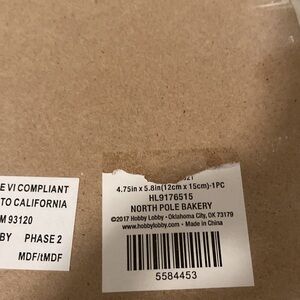 E VI COMPLIANT
TO CALIFORNIA
M 93120
BY PHASE 2
MDF/tMDF
4.75in x 5.8in(12cm x 15cm)-1PC
HL9176515
NORTH POLE BAKERY
©2017 Hobby Lobby • Oklahoma City, OK 73179
www.hobbylobby.com • Made in China
5584453